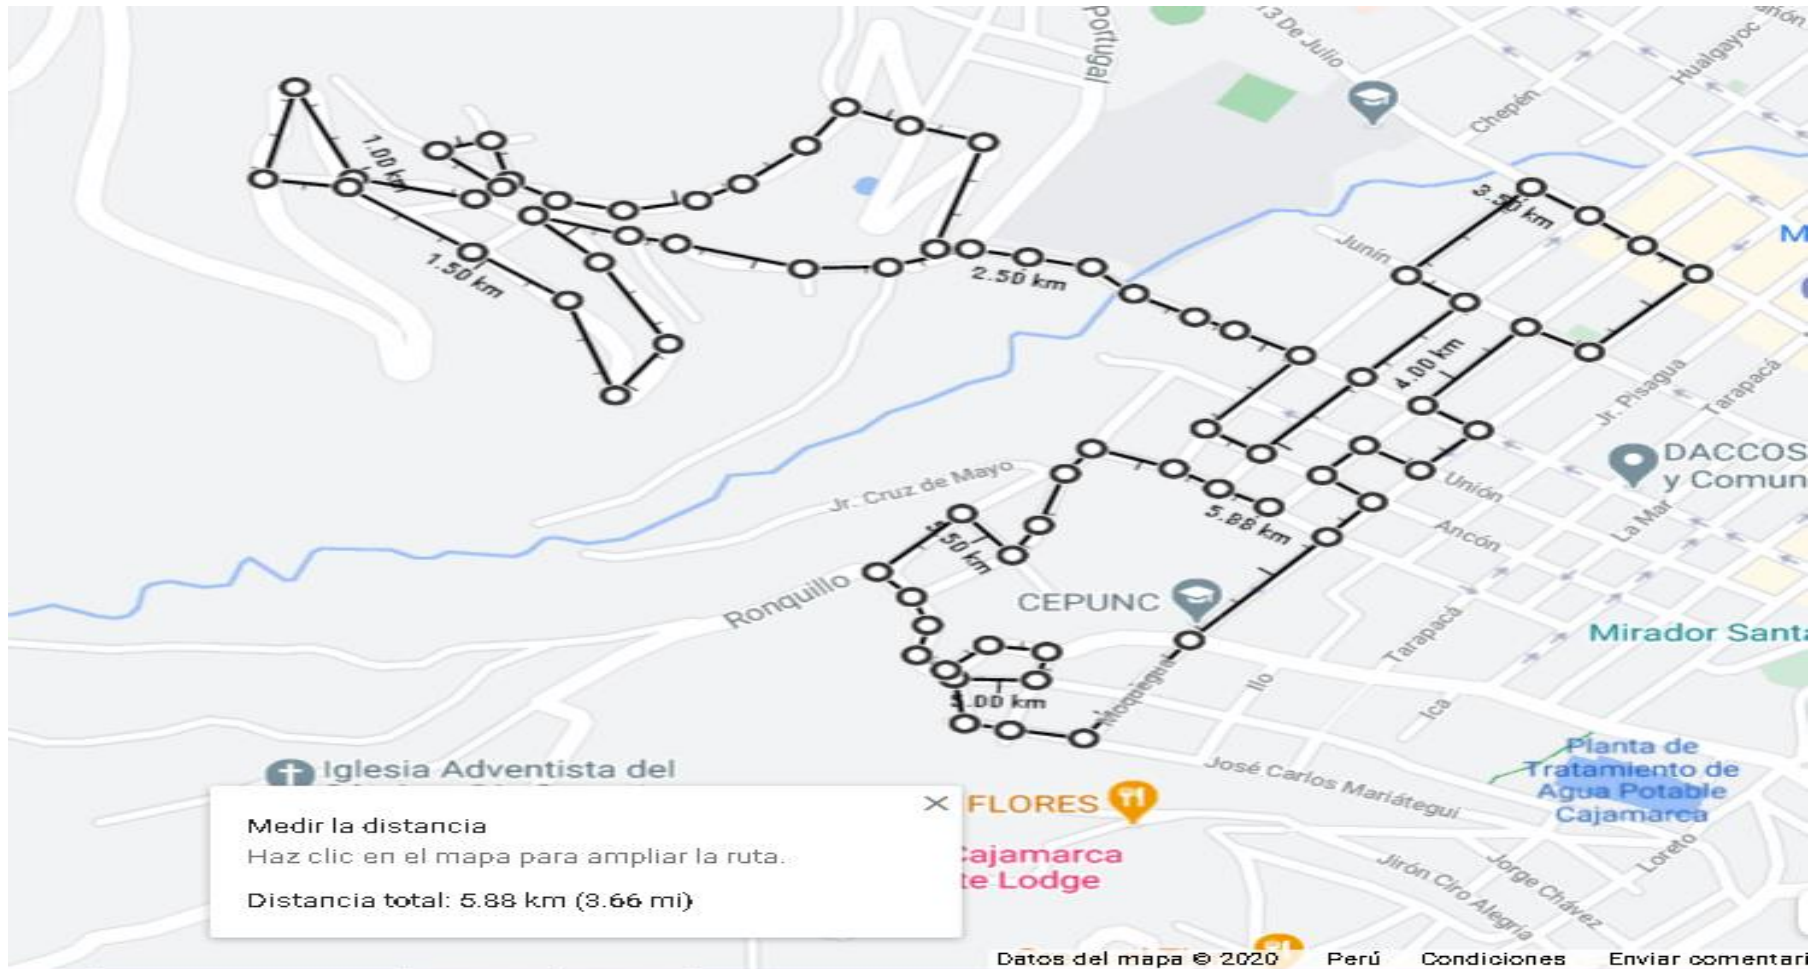 portugal
13 De Julio
Hualgayoc
Chepén
1.00 km
3.50 km
Junín
1.50 km
2.50 km
4.00 km
Jr. Pisagua
Tarapacá
DACCOS
y Comun
Jr. Cruz de Mayo
Unión
La Mar
5.88 km
Ancón
.50 km
Ronquillo
CEPUNC
Tarapacá
Mirador Santa
Moquegua
Ilo
Ica
5.00 km
Planta de
Tratamiento de
Agua Potable
Cajamarca
Iglesia Adventista del
José Carlos Mariátegui
FLORES
Medir la distancia
Haz clic en el mapa para ampliar la ruta.
Distancia total: 5.88 km (3.66 mi)
Cajamarca
te Lodge
Loreto
Jorge Chávez
Jirón Ciro Alegría
Datos del mapa © 2020 Perú Condiciones Enviar comentari